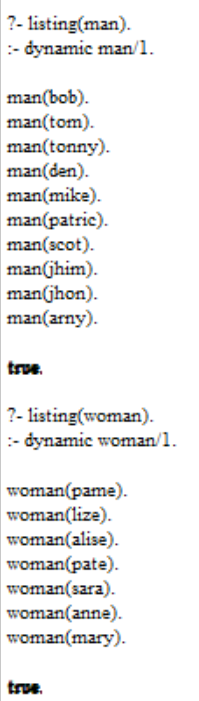 ?- listing(man).
:- dynamic man/1.
man(bob).
man(tom).
man(tonny).
man(den).
man(mike).
man(patric).
man(scot).
man(jhim).
man(jhon).
man(arny).
true.
?- listing(woman).
:- dynamic woman/1.
woman(pame).
woman(lize).
woman(alise).
woman(pate).
woman(sara).
woman(anne).
woman(mary).
true.